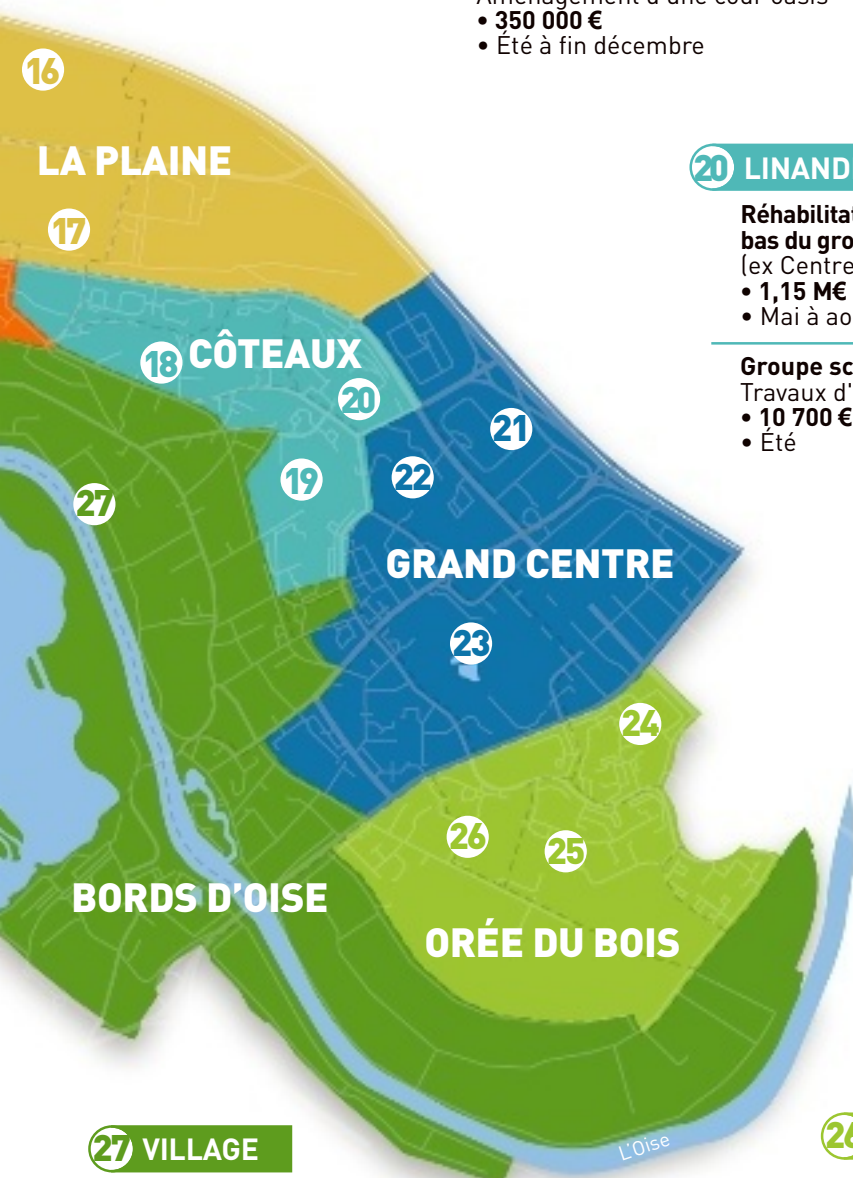 • 350 000 €
• Été à fin décembre
16
LA PLAINE
17
20 LINAND
Réhabilitat
bas du gro
(ex Centre
• 1,15 M€
• Mai à ao
Groupe sc
Travaux d'
• 10 700 €
• Été
18 CÔTEAUX
20
19
21
22
27
GRAND CENTRE
23
24
26
25
BORDS D'OISE
ORÉE DU BOIS
L'Oise
27 VILLAGE
26